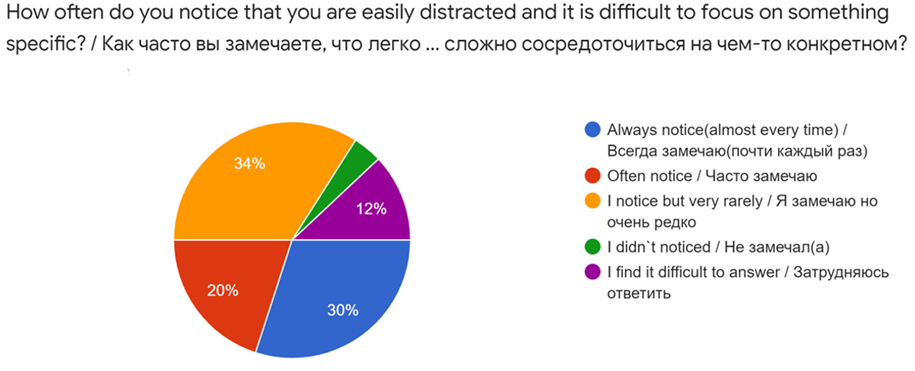 How often do you notice that you are easily distracted and it is difficult to focus on something
specific? / Как часто вы замечаете, что легко ... сложно сосредоточиться на чем-то конкретном?
34%
12%
20%
30%
Always notice(almost every time) /
Всегда замечаю(почти каждый раз)
Often notice / Часто замечаю
I notice but very rarely / Я замечаю но
очень редко
I didn`t noticed / Не замечал(а)
I find it difficult to answer / Затрудняюсь
ответить